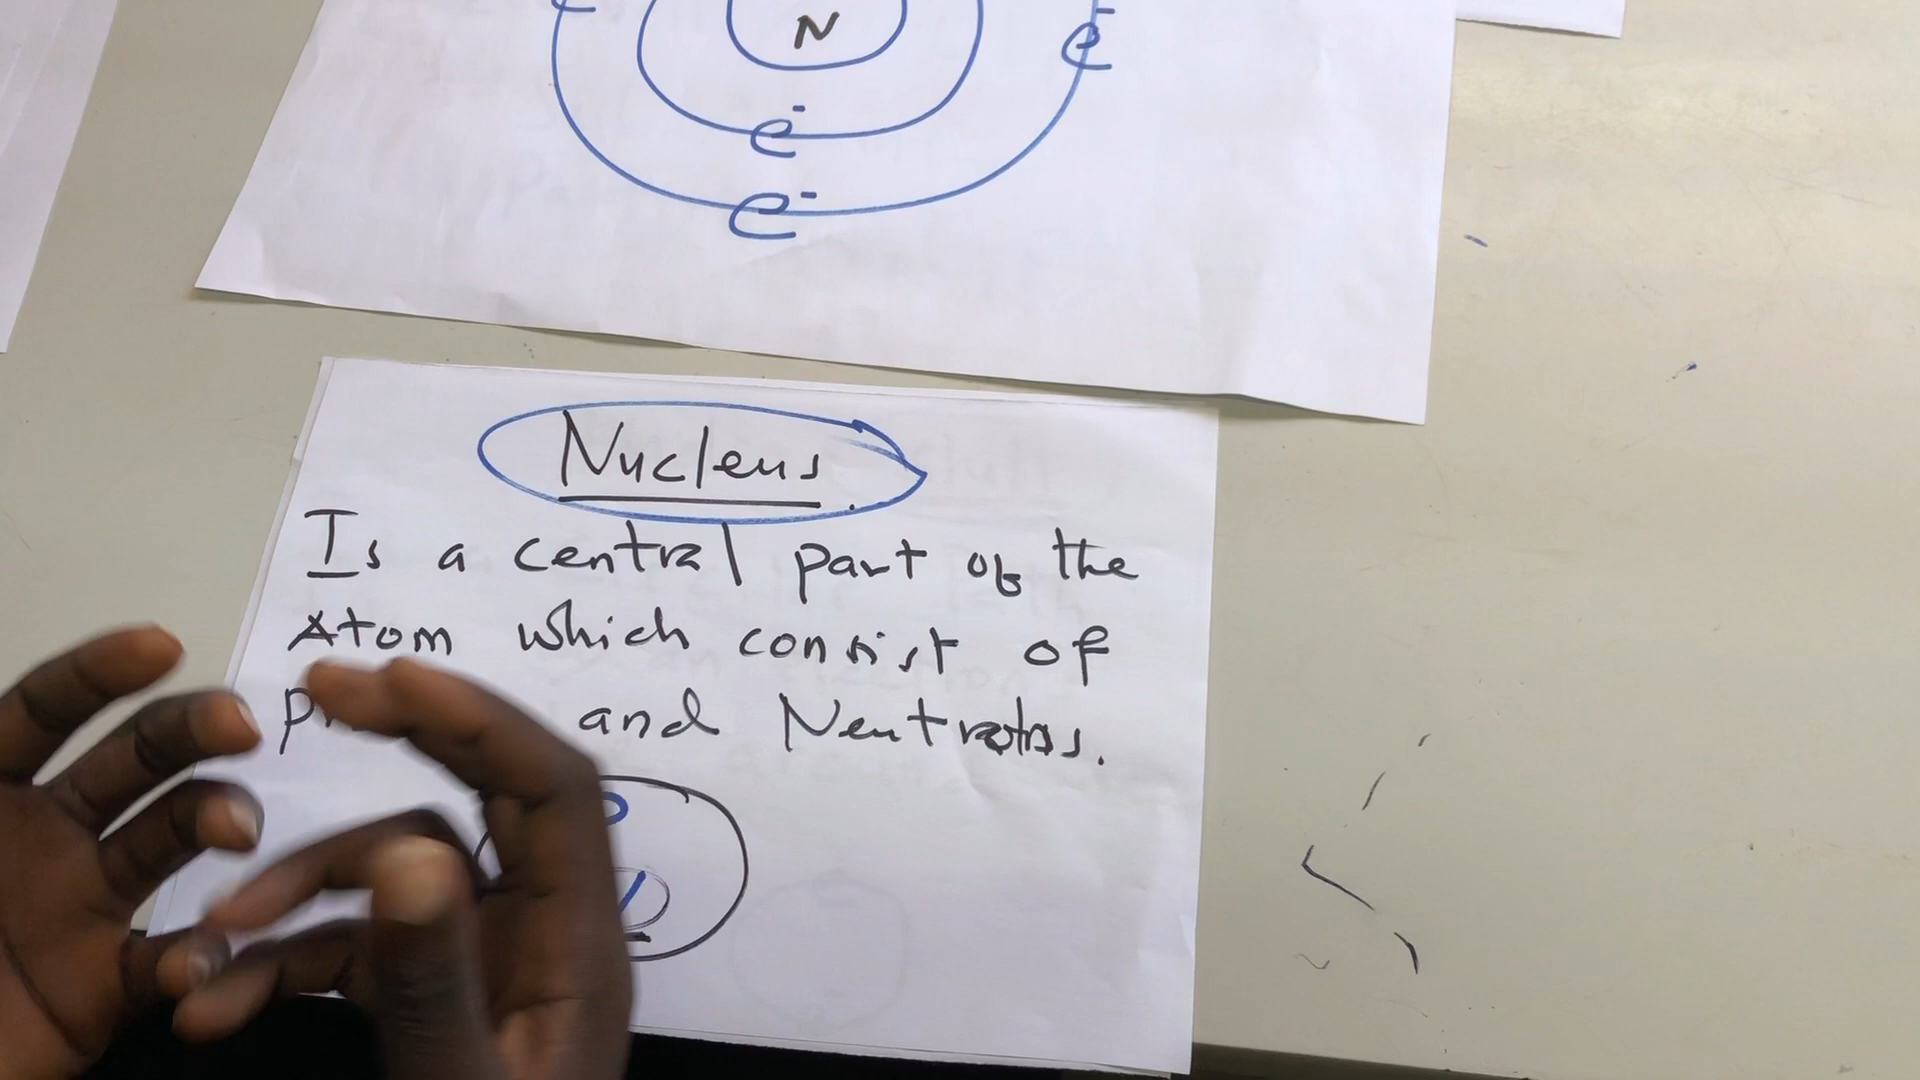 N
e-
e-
e-
Nucleus.
Is a central part of the
Atom which consist of
and Neutrons.